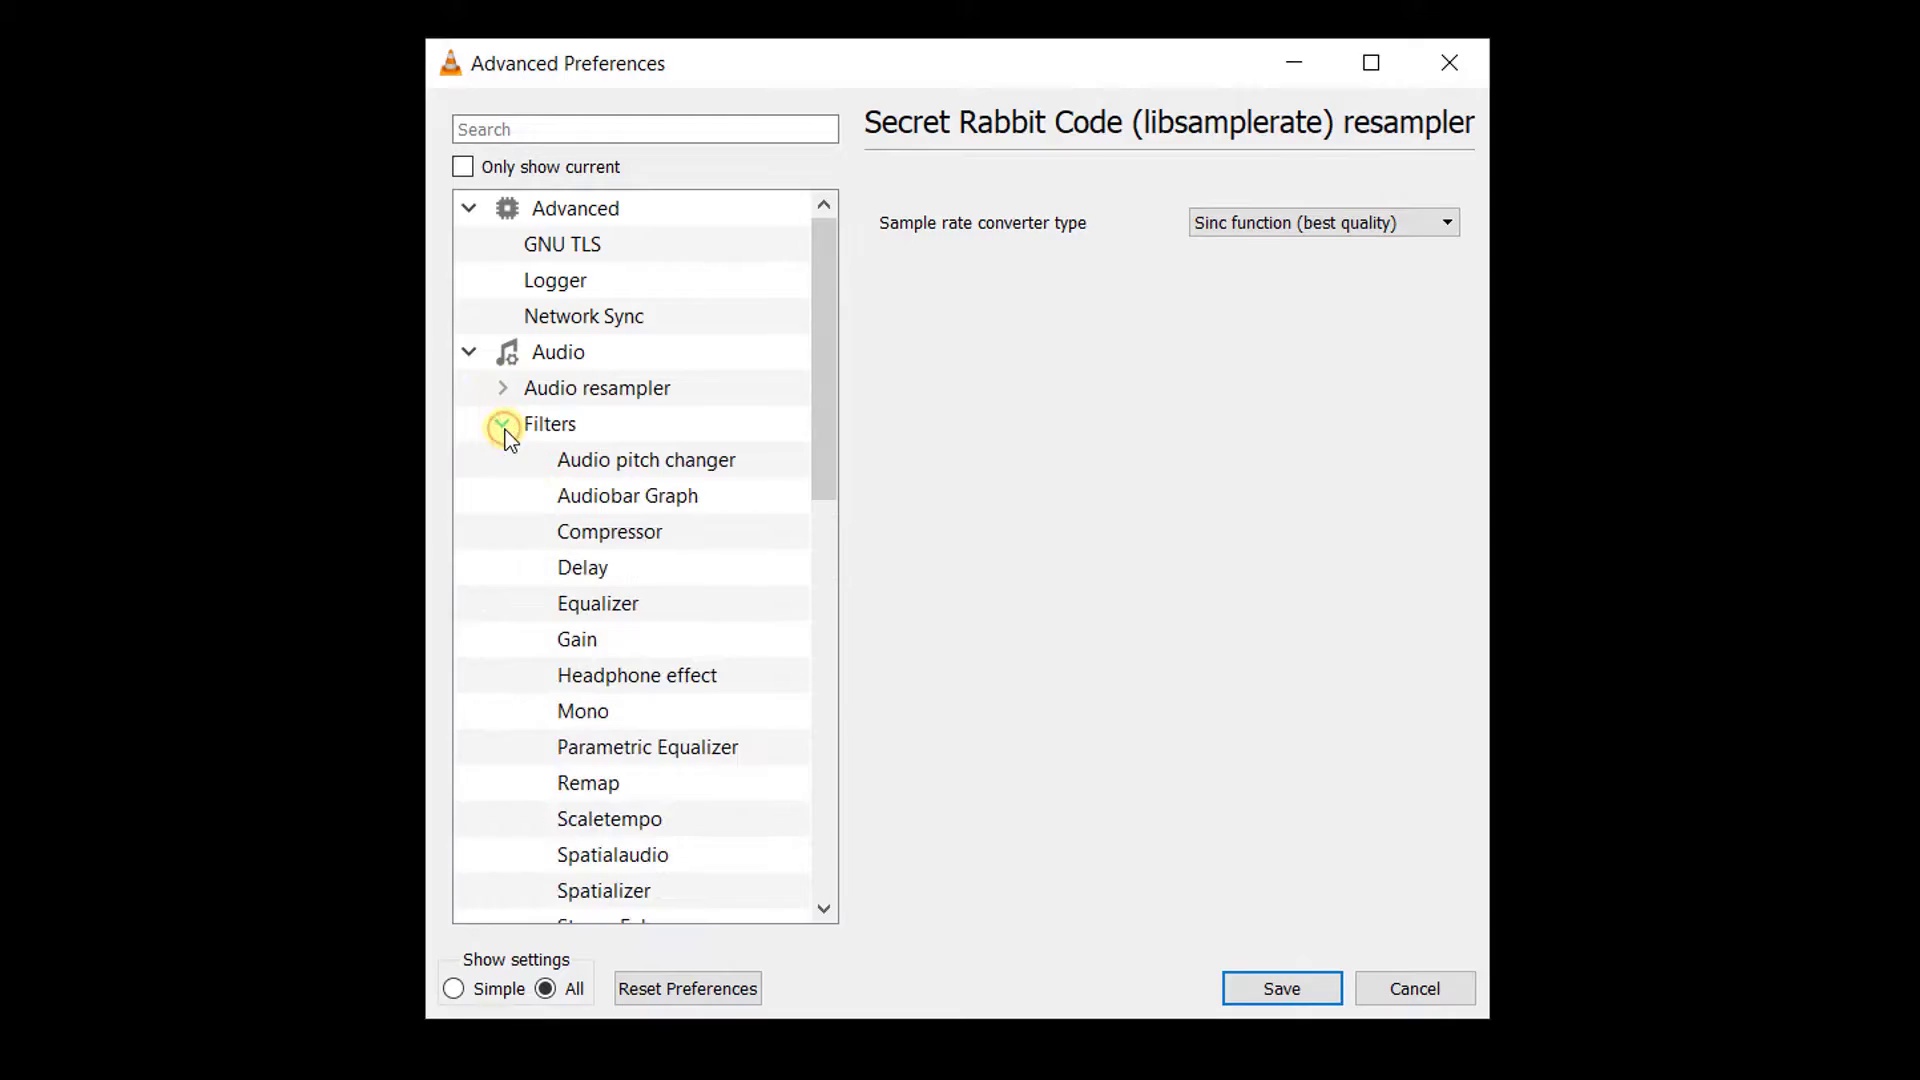 Advanced Preferences
Search
Only show current
Advanced
GNU TLS
Logger
Network Sync
Audio
Audio resampler
Filters
Audio pitch changer
Audiobar Graph
Compressor
Delay
Equalizer
Gain
Headphone effect
Mono
Parametric Equalizer
Remap
Scaletempo
Spatialaudio
Spatializer
Show settings
Simple
All
Reset Preferences
Secret Rabbit Code (libsamplerate) resampler
Sample rate converter type
Sinc function (best quality)
Save
Cancel